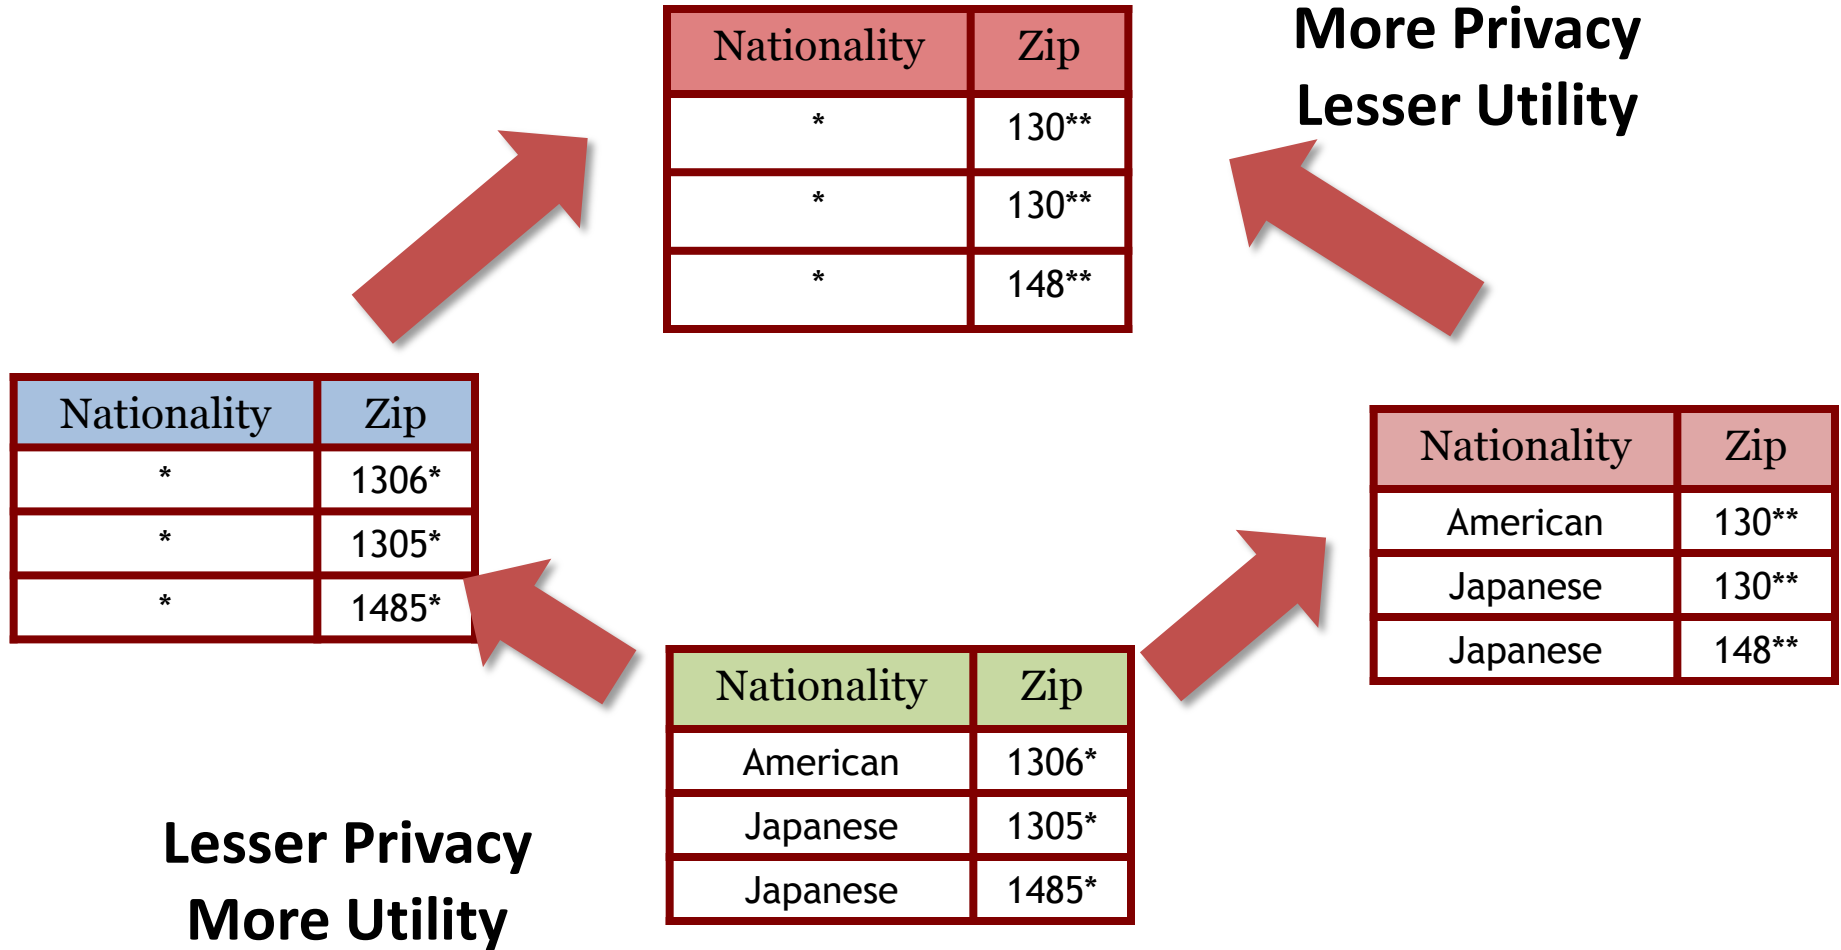 Nationality Zip
* 130**
* 130**
* 148**
More Privacy
Lesser Utility
Nationality Zip
* 1306*
* 1305*
* 1485*
Nationality Zip
American 130**
Japanese 130**
Japanese 148**
Nationality Zip
American 1306*
Japanese 1305*
Japanese 1485*
Lesser Privacy
More Utility